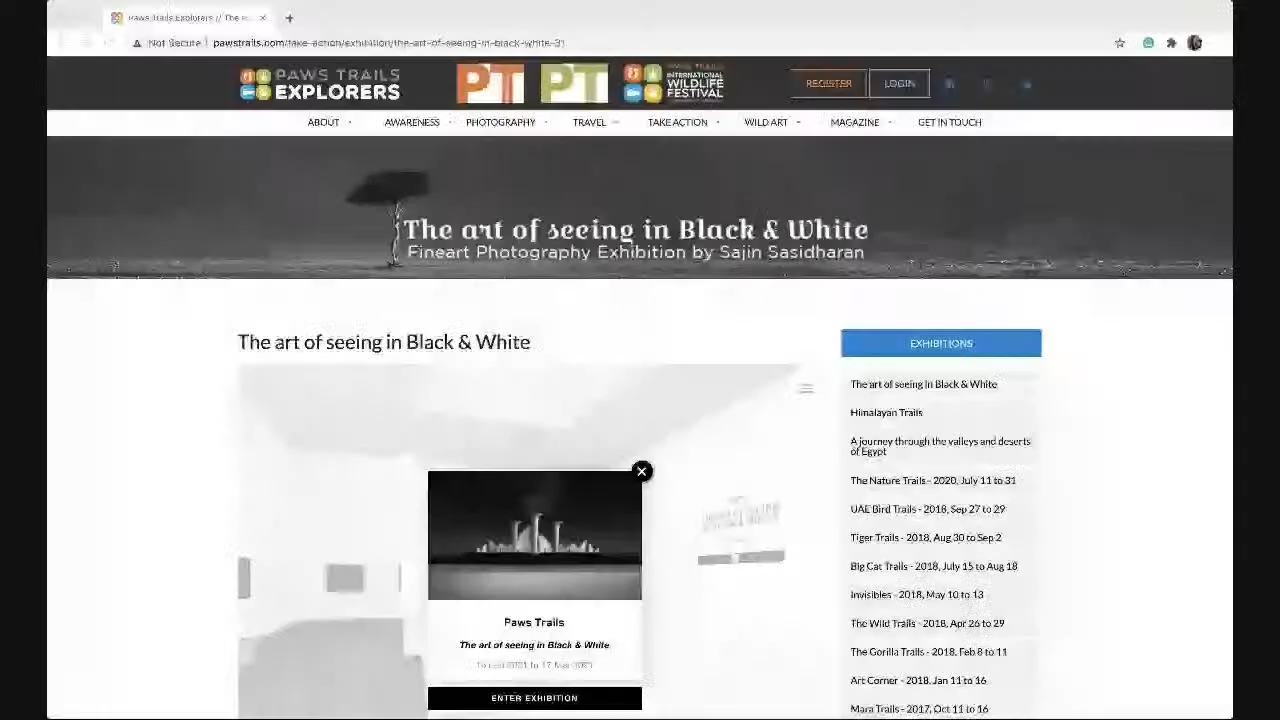 Paws Trails Explorers // The
Not Secure
pawstrails.com/take-action/exhibition/the-art-of-seeing-in-black-white-31
PAWS TRAILS
EXPLORERS
PT
PT
PAWS TRAILS
INTERNATIONAL
WILDLIFE
FESTIVAL
REGISTER
LOGIN
ABOUT
AWARENESS
PHOTOGRAPHY
TRAVEL
TAKE ACTION
WILD ART
MAGAZINE
GET IN TOUCH
The art of seeing in Black & White
Fineart Photography Exhibition by Sajin Sasidharan
The art of seeing in Black & White
Paws Trails
The art of seeing in Black & White
ENTER EXHIBITION
EXHIBITIONS
The art of seeing in Black & White
Himalayan Trails
A journey through the valleys and deserts
of Egypt
The Nature Trails - 2020, July 11 to 31
UAE Bird Trails - 2018, Sep 27 to 29
Tiger Trails - 2018, Aug 30 to Sep 2
Big Cat Trails - 2018, July 15 to Aug 18
Invisibles - 2018, May 10 to 13
The Wild Trails - 2018, Apr 26 to 29
The Gorilla Trails - 2018, Feb 8 to 11
Art Corner - 2018, Jan 11 to 16
Mara Trails - 2017, Oct 11 to 16